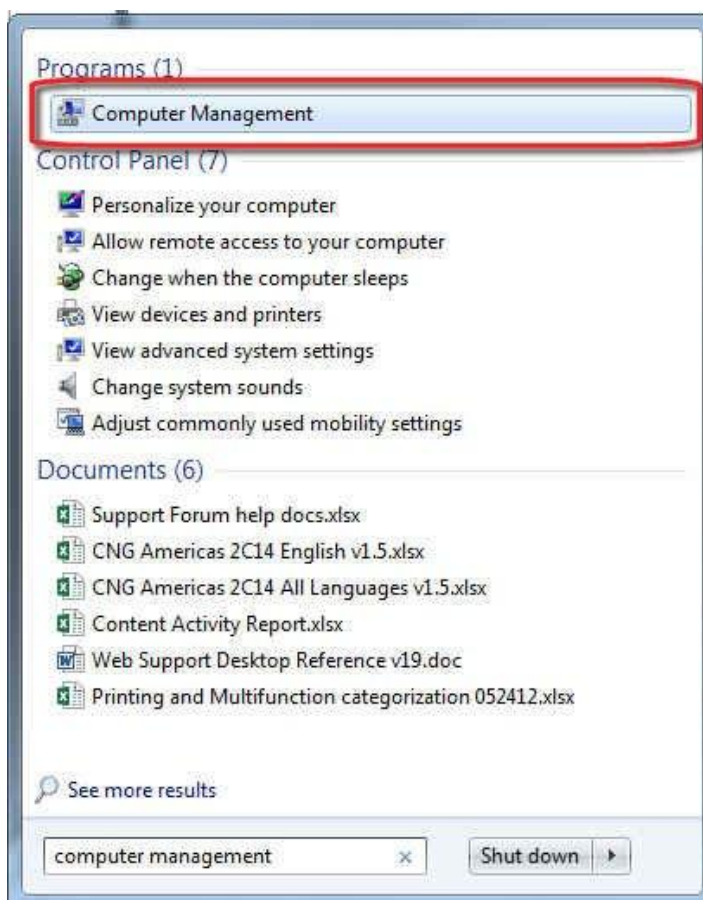 Programs (1)
Computer Management
Control Panel (7)
Personalize your computer
Allow remote access to your computer
Change when the computer sleeps
View devices and printers
View advanced system settings
Change system sounds
Adjust commonly used mobility settings
Documents (6)
Support Forum help docs.xlsx
CNG Americas 2C14 English v1.5.xlsx
CNG Americas 2C14 All Languages v1.5.xlsx
Content Activity Report.xlsx
Web Support Desktop Reference v19.doc
Printing and Multifunction categorization 052412.xlsx
See more results
computer management
Shut down